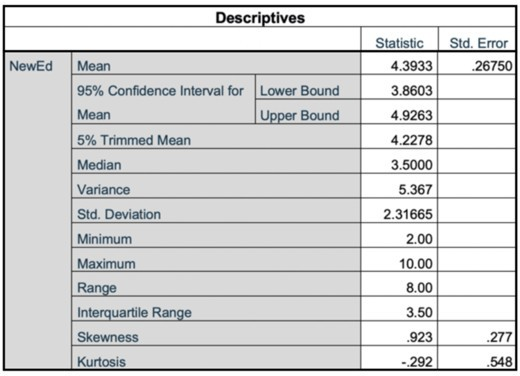 Descriptives
Statistic Std. Error
NewEd Mean 4.3933 .26750
95% Confidence Interval for Lower Bound 3.8603
Mean Upper Bound 4.9263
5% Trimmed Mean 4.2278
Median 3.5000
Variance 5.367
Std. Deviation 2.31665
Minimum 2.00
Maximum 10.00
Range 8.00
Interquartile Range 3.50
Skewness .923 .277
Kurtosis -.292 .548